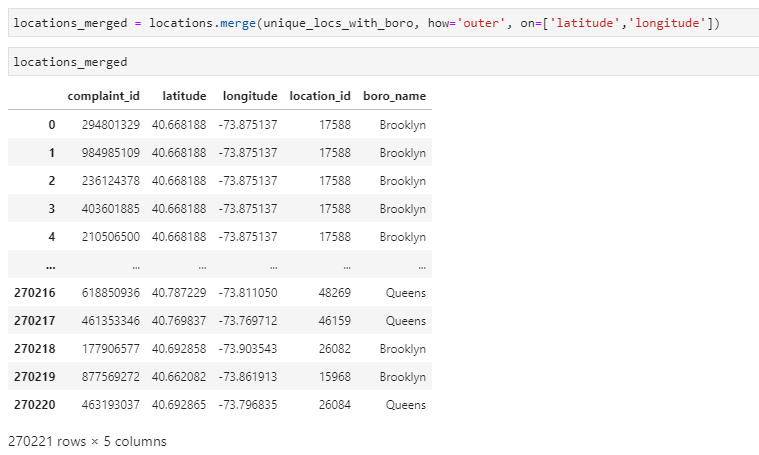 locations_merged = locations.merge(unique_locs_with_boro, how='outer', on=['latitude','longitude'])
locations_merged
complaint_id latitude longitude location_id boro_name
0 294801329 40.668188 -73.875137 17588 Brooklyn
1 984985109 40.668188 -73.875137 17588 Brooklyn
2 236124378 40.668188 -73.875137 17588 Brooklyn
3 403601885 40.668188 -73.875137 17588 Brooklyn
4 210506500 40.668188 -73.875137 17588 Brooklyn
... ... ... ... ... ...
270216 618850936 40.787229 -73.811050 48269 Queens
270217 461353346 40.769837 -73.769712 46159 Queens
270218 177906577 40.692858 -73.903543 26082 Brooklyn
270219 877569272 40.662082 -73.861913 15968 Brooklyn
270220 463193037 40.692865 -73.796835 26084 Queens
270221 rows × 5 columns